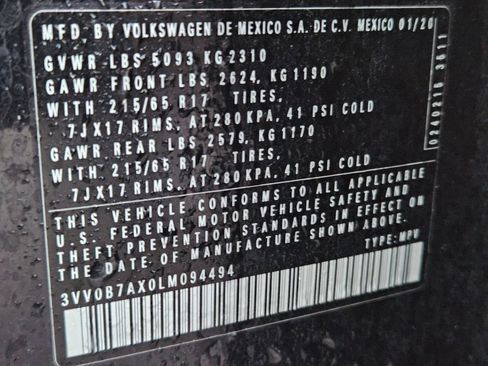 MFD. BY VOLKSWAGEN DE MEXICO S.A. DE C.V. MEXICO 01/20
GVWR LBS 5093 KG 2310
GAWR FRONT LBS 2624, KG 1190
WITH 215/65 R17 TIRES,
7JX17 RIMS, AT 280 KPA, 41 PSI COLD
GAWR REAR LBS 2579, KG 1170
WITH 215/65 R17 TIRES,
7JX17 RIMS, AT 280 KPA, 41 PSI COLD
THIS VEHICLE CONFORMS TO ALL APPLICABLE
U.S. FEDERAL MOTOR VEHICLE SAFETY AND
THEFT PREVENTION STANDARDS IN EFFECT ON
THE DATE OF MANUFACTURE SHOWN ABOVE.
TYPE: MPV
3VV0B7AX0LM094494
0240216 3611